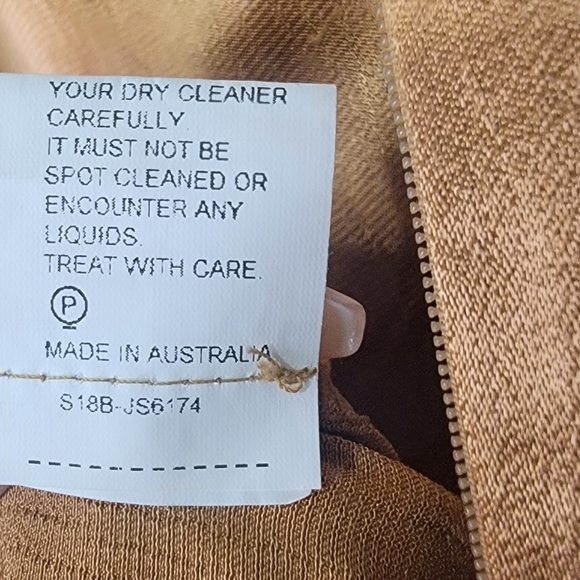 YOUR DRY CLEANER
CAREFULLY
IT MUST NOT BE
SPOT CLEANED OR
ENCOUNTER ANY
LIQUIDS.
TREAT WITH CARE.
P
MADE IN AUSTRALIA
S18B-JS6174